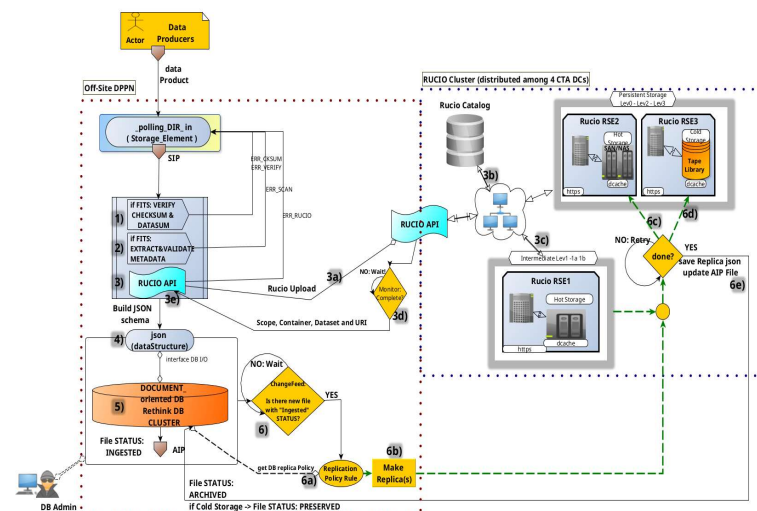 Actor
Data
Producers
data
Product
Off-Site DPPN
RUCIO Cluster (distributed among 4 CTA DCs)
_polling_DIR_in
( Storage_Element )
SIP
ERR_CKSUM
ERR_VERIFY
ERR_SCAN
ERR_RUCIO
1)
if FITS: VERIFY
CHECKSUM &
DATASUM
2)
if FITS:
EXTRACT&VALIDATE
METADATA
3)
RUCIO API
3e)
Build JSON
schema
3a)
Rucio Upload
Scope, Container, Dataset and URI
RUCIO API
NO: Wait!
Monitor:
Complete?
3d)
Rucio Catalog
3b)
3c)
Persistent Storage
Lev0 - Lev2 - Lev3
Rucio RSE2
Hot
Storage
SAN/NAS
dcache
https
Rucio RSE3
Cold
Storage
Tape
Library
dcache
https
Intermediate Lev1 -1a 1b
Rucio RSE1
Hot Storage
dcache
https
6c)
6d)
NO: Retry
done?
YES
save Replica json
update AIP File
6e)
4)
json
(dataStructure)
interface DB I/O
5)
DOCUMENT_
oriented DB
Rethink DB
CLUSTER
File STATUS:
INGESTED
AIP
NO: Wait
ChangeFeed:
Is there new file
with "Ingested"
STATUS?
6)
YES
get DB replica Policy
6a)
Replication
Policy Rule
6b)
Make
Replica(s)
DB Admin
File STATUS:
ARCHIVED
if Cold Storage -> File STATUS: PRESERVED